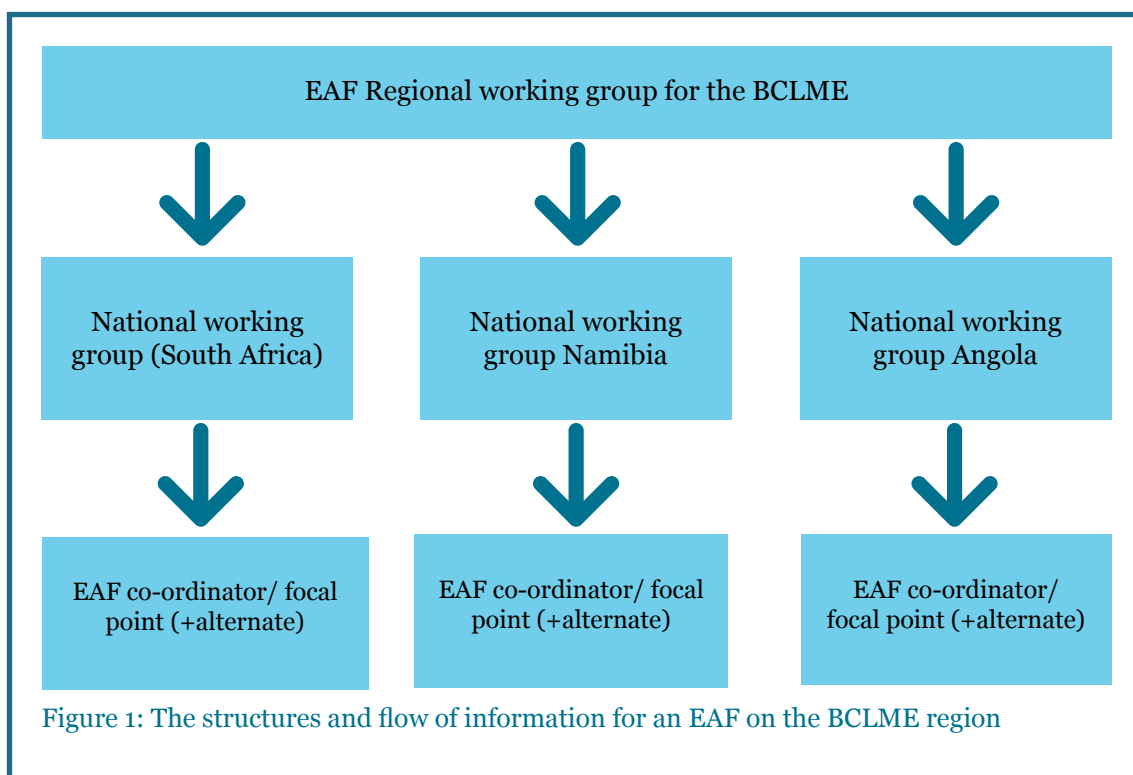 EAF Regional working group for the BCLME
National working
group (South Africa)
National working
group Namibia
National working
group Angola
EAF co-ordinator/ focal
point (+alternate)
EAF co-ordinator/ focal
point (+alternate)
EAF co-ordinator/
focal point (+alternate)
Figure 1: The structures and flow of information for an EAF on the BCLME region